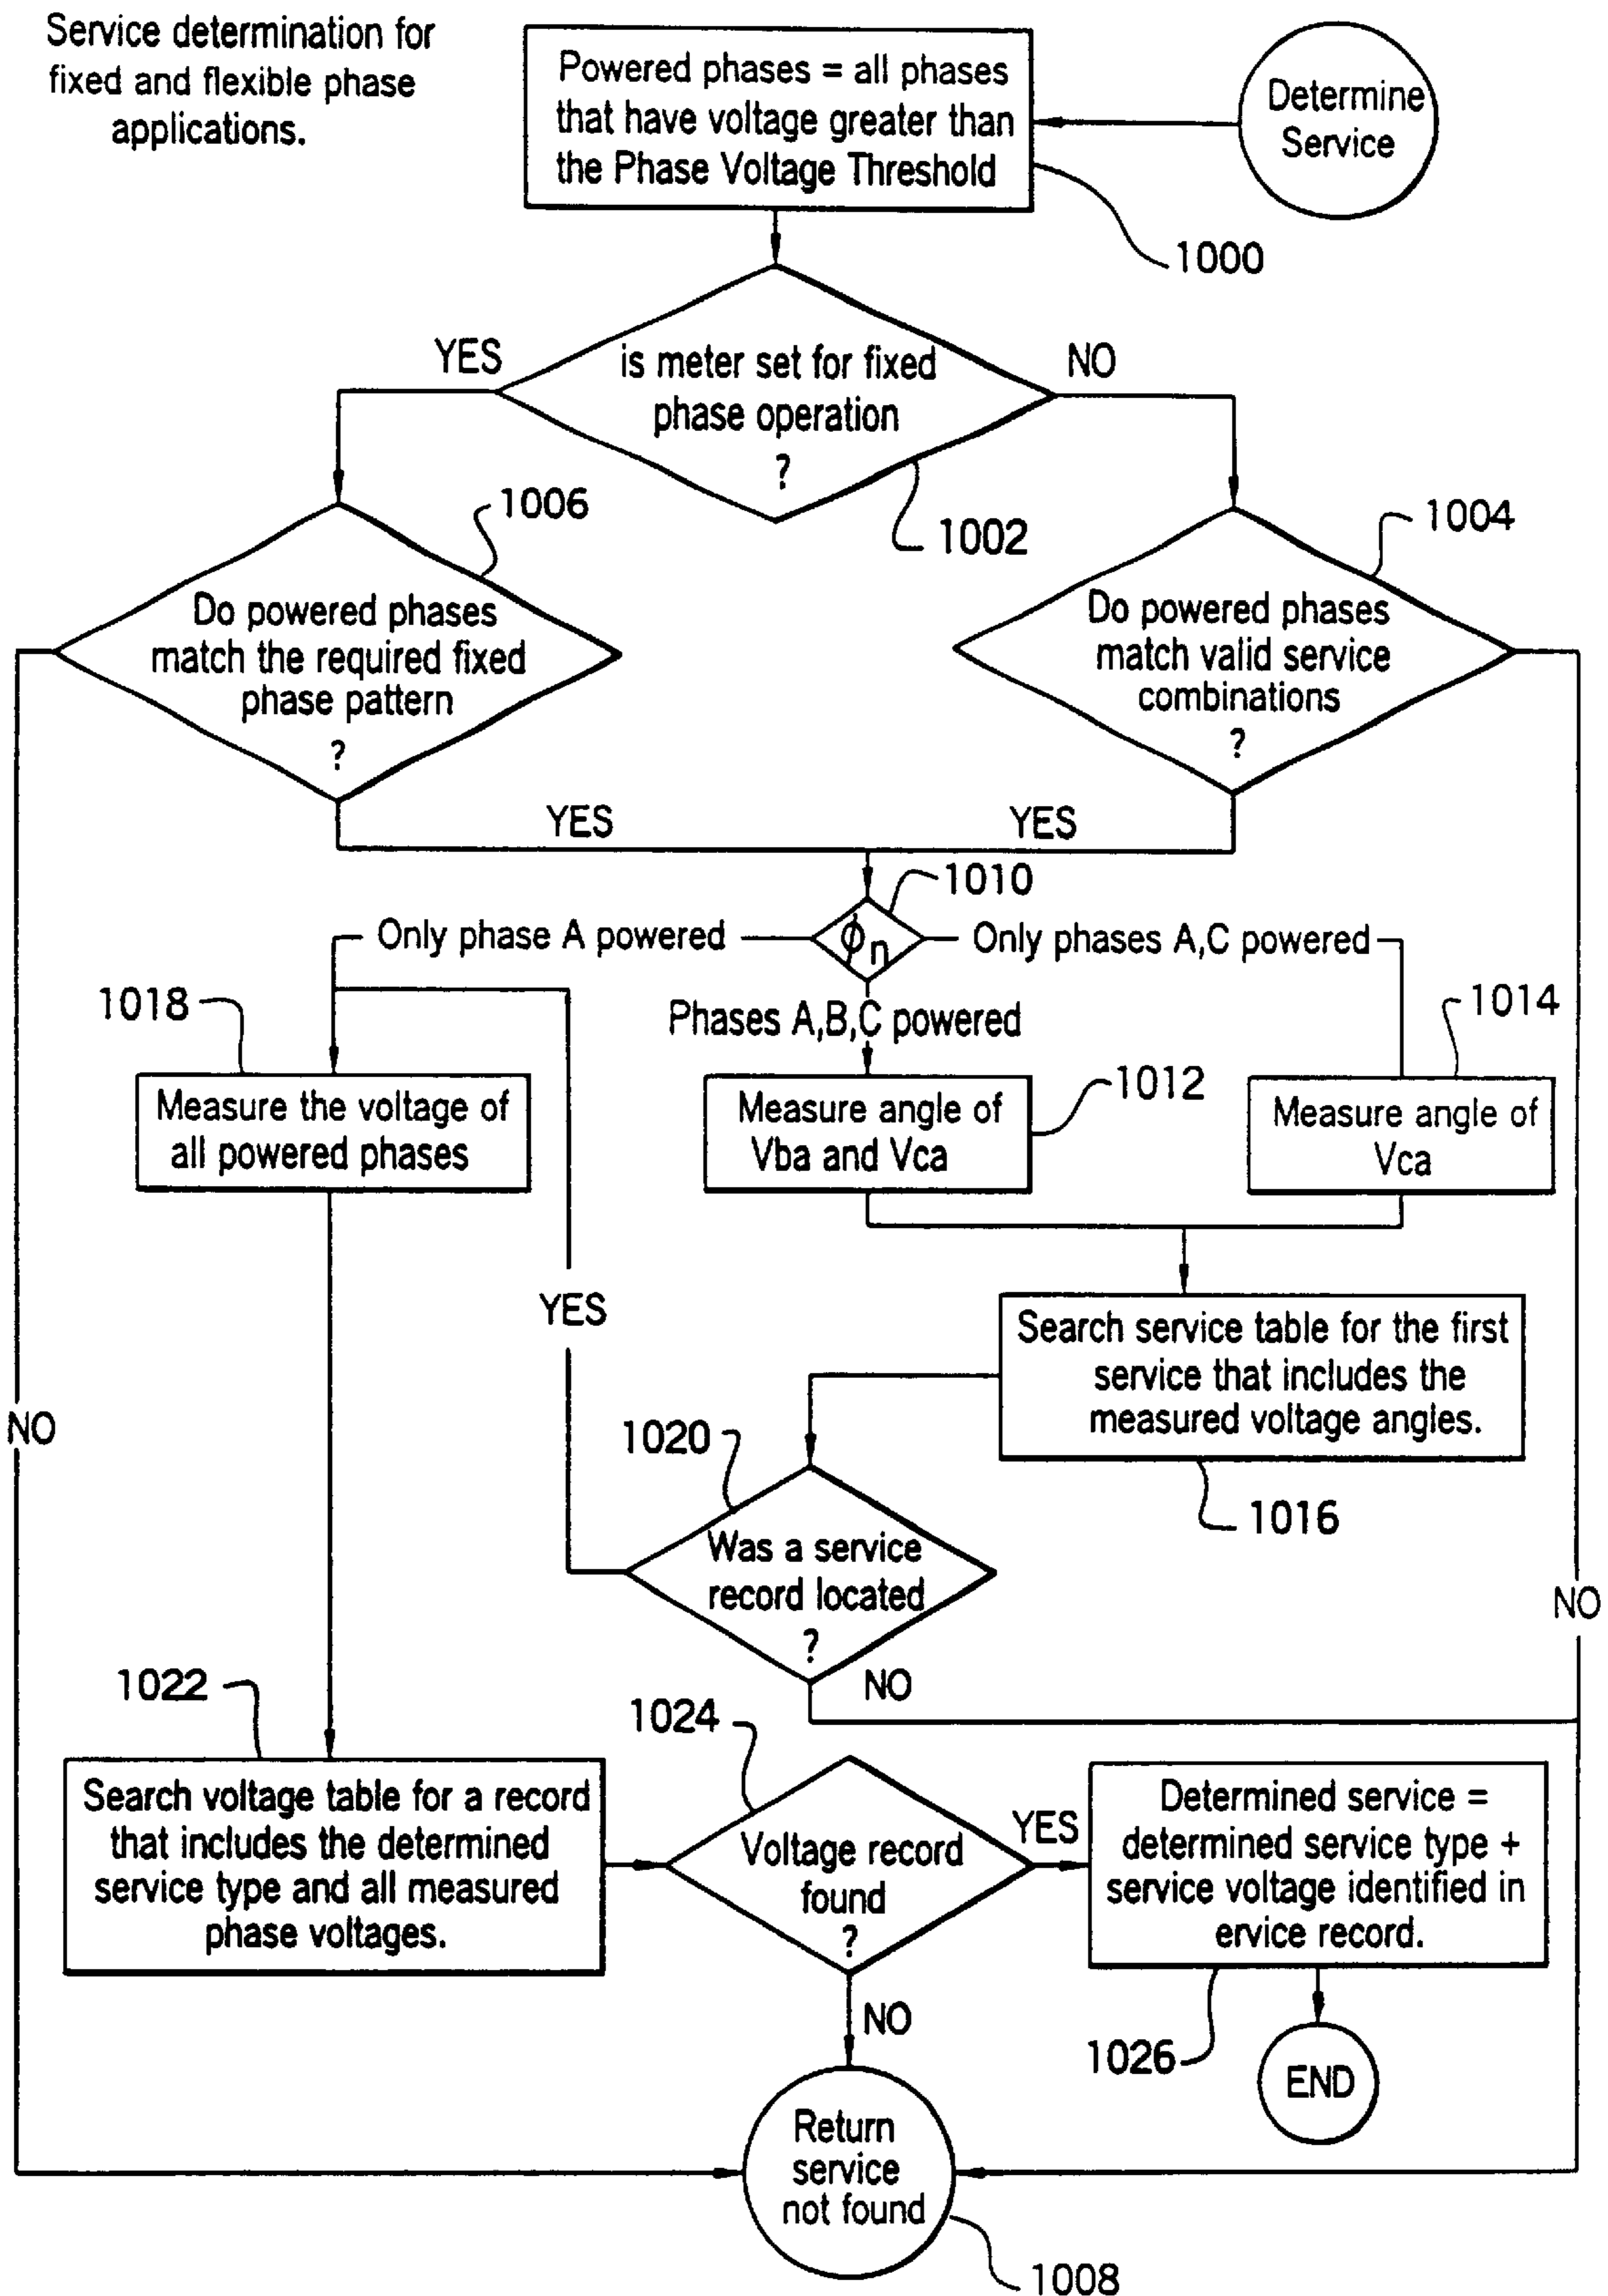 Service determination for
fixed and flexible phase
applications.
Powered phases = all phases
that have voltage greater than
the Phase Voltage Threshold
Determine
Service
1000
YES
is meter set for fixed
phase operation
?
NO
1002
1006
1004
Do powered phases
match the required fixed
phase pattern
?
Do powered phases
match valid service
combinations
?
YES
YES
1010
Only phase A powered
ϕn
Only phases A,C powered
Phases A,B,C powered
1018
1014
1012
Measure the voltage of
all powered phases
Measure angle of
Vba and Vca
Measure angle of
Vca
YES
Search service table for the first
service that includes the
measured voltage angles.
NO
1020
1016
Was a service
record located
?
NO
NO
1022
1024
Search voltage table for a record
that includes the determined
service type and all measured
phase voltages.
Voltage record
found
?
YES
Determined service =
determined service type +
service voltage identified in
ervice record.
NO
1026
END
Return
service
not found
1008